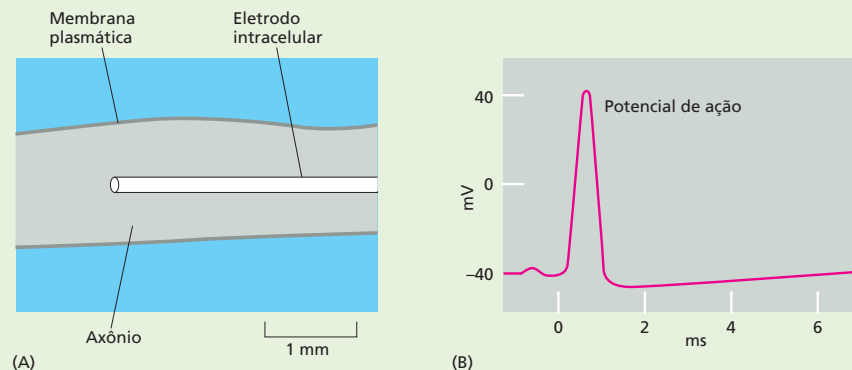 Membrana
plasmática
Eletrodo
intracelular
Axônio
1 mm
(A)
40
Potencial de ação
0
mV
–40
0
2
4
6
ms
(B)